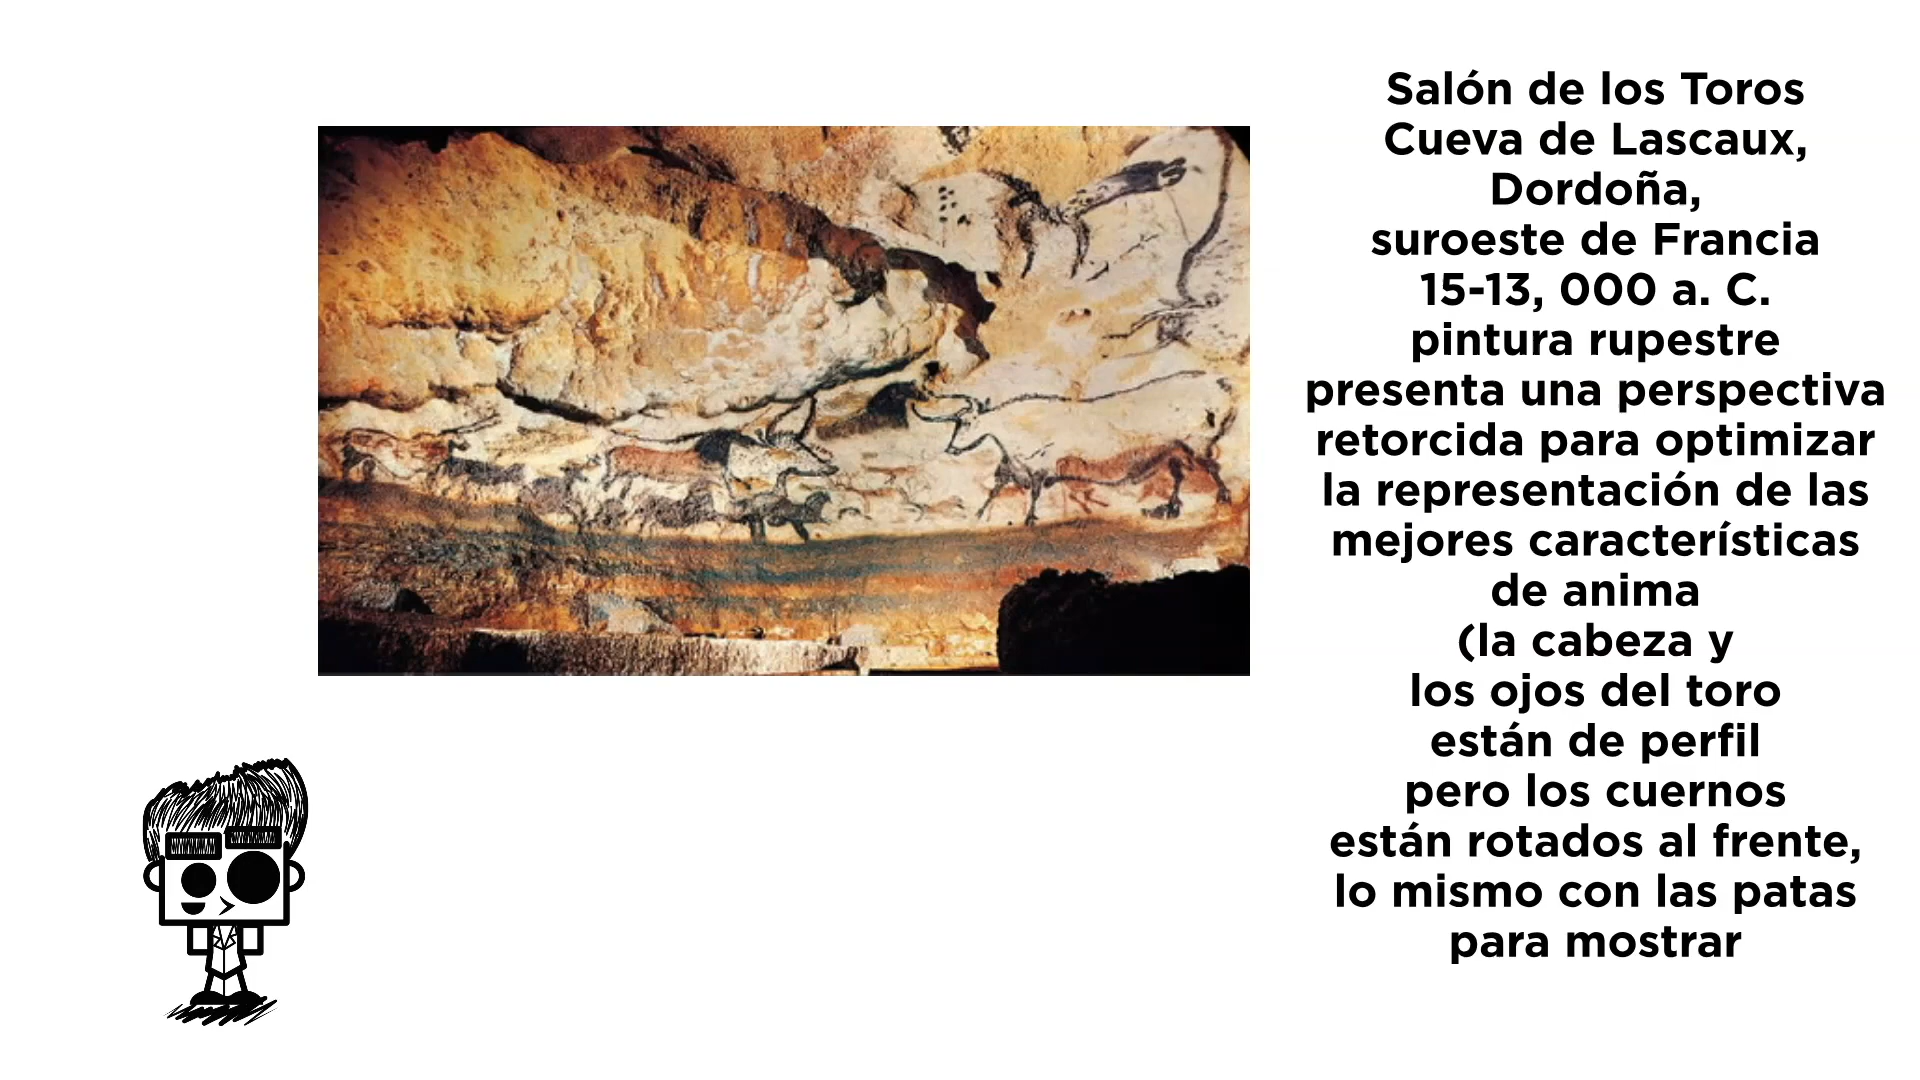 Salón de los Toros
Cueva de Lascaux,
Dordoña,
suroeste de Francia
15-13, 000 a. C.
pintura rupestre
presenta una perspectiva
retorcida para optimizar
la representación de las
mejores características
de anima
(la cabeza y
los ojos del toro
están de perfil
pero los cuernos
están rotados al frente,
lo mismo con las patas
para mostrar